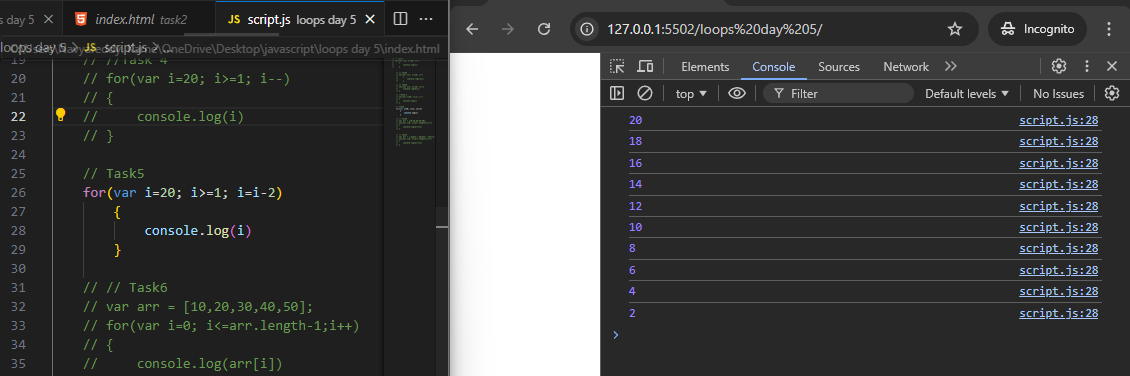 s day 5
index.html task2
JS script.js loops day 5
loops day 5 > JS script.js > ...
\OneDrive\Desktop\javascript\loops day 5\index.html
19 // //Task 4
20 // for(var i=20; i>=1; i--)
21 // {
22 //     console.log(i)
23 // }
24
25 // Task5
26 for(var i=20; i>=1; i=i-2)
27     {
28         console.log(i)
29     }
30
31 // // Task6
32 // var arr = [10,20,30,40,50];
33 // for(var i=0; i<=arr.length-1;i++)
34 // {
35 //     console.log(arr[i])
127.0.0.1:5502/loops%20day%205/
Incognito
Elements Console Sources Network
top Filter Default levels No Issues
20 script.js:28
18 script.js:28
16 script.js:28
14 script.js:28
12 script.js:28
10 script.js:28
8 script.js:28
6 script.js:28
4 script.js:28
2 script.js:28